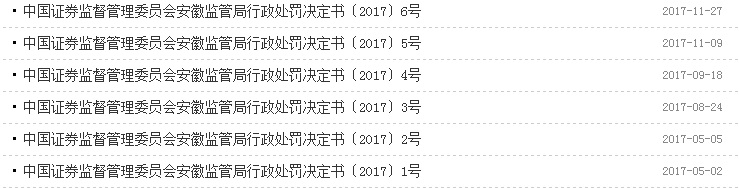 · 中国证券监督管理委员会安徽监管局行政处罚决定书〔2017〕6号 2017-11-27
· 中国证券监督管理委员会安徽监管局行政处罚决定书〔2017〕5号 2017-11-09
· 中国证券监督管理委员会安徽监管局行政处罚决定书〔2017〕4号 2017-09-18
· 中国证券监督管理委员会安徽监管局行政处罚决定书〔2017〕3号 2017-08-24
· 中国证券监督管理委员会安徽监管局行政处罚决定书〔2017〕2号 2017-05-05
· 中国证券监督管理委员会安徽监管局行政处罚决定书〔2017〕1号 2017-05-02